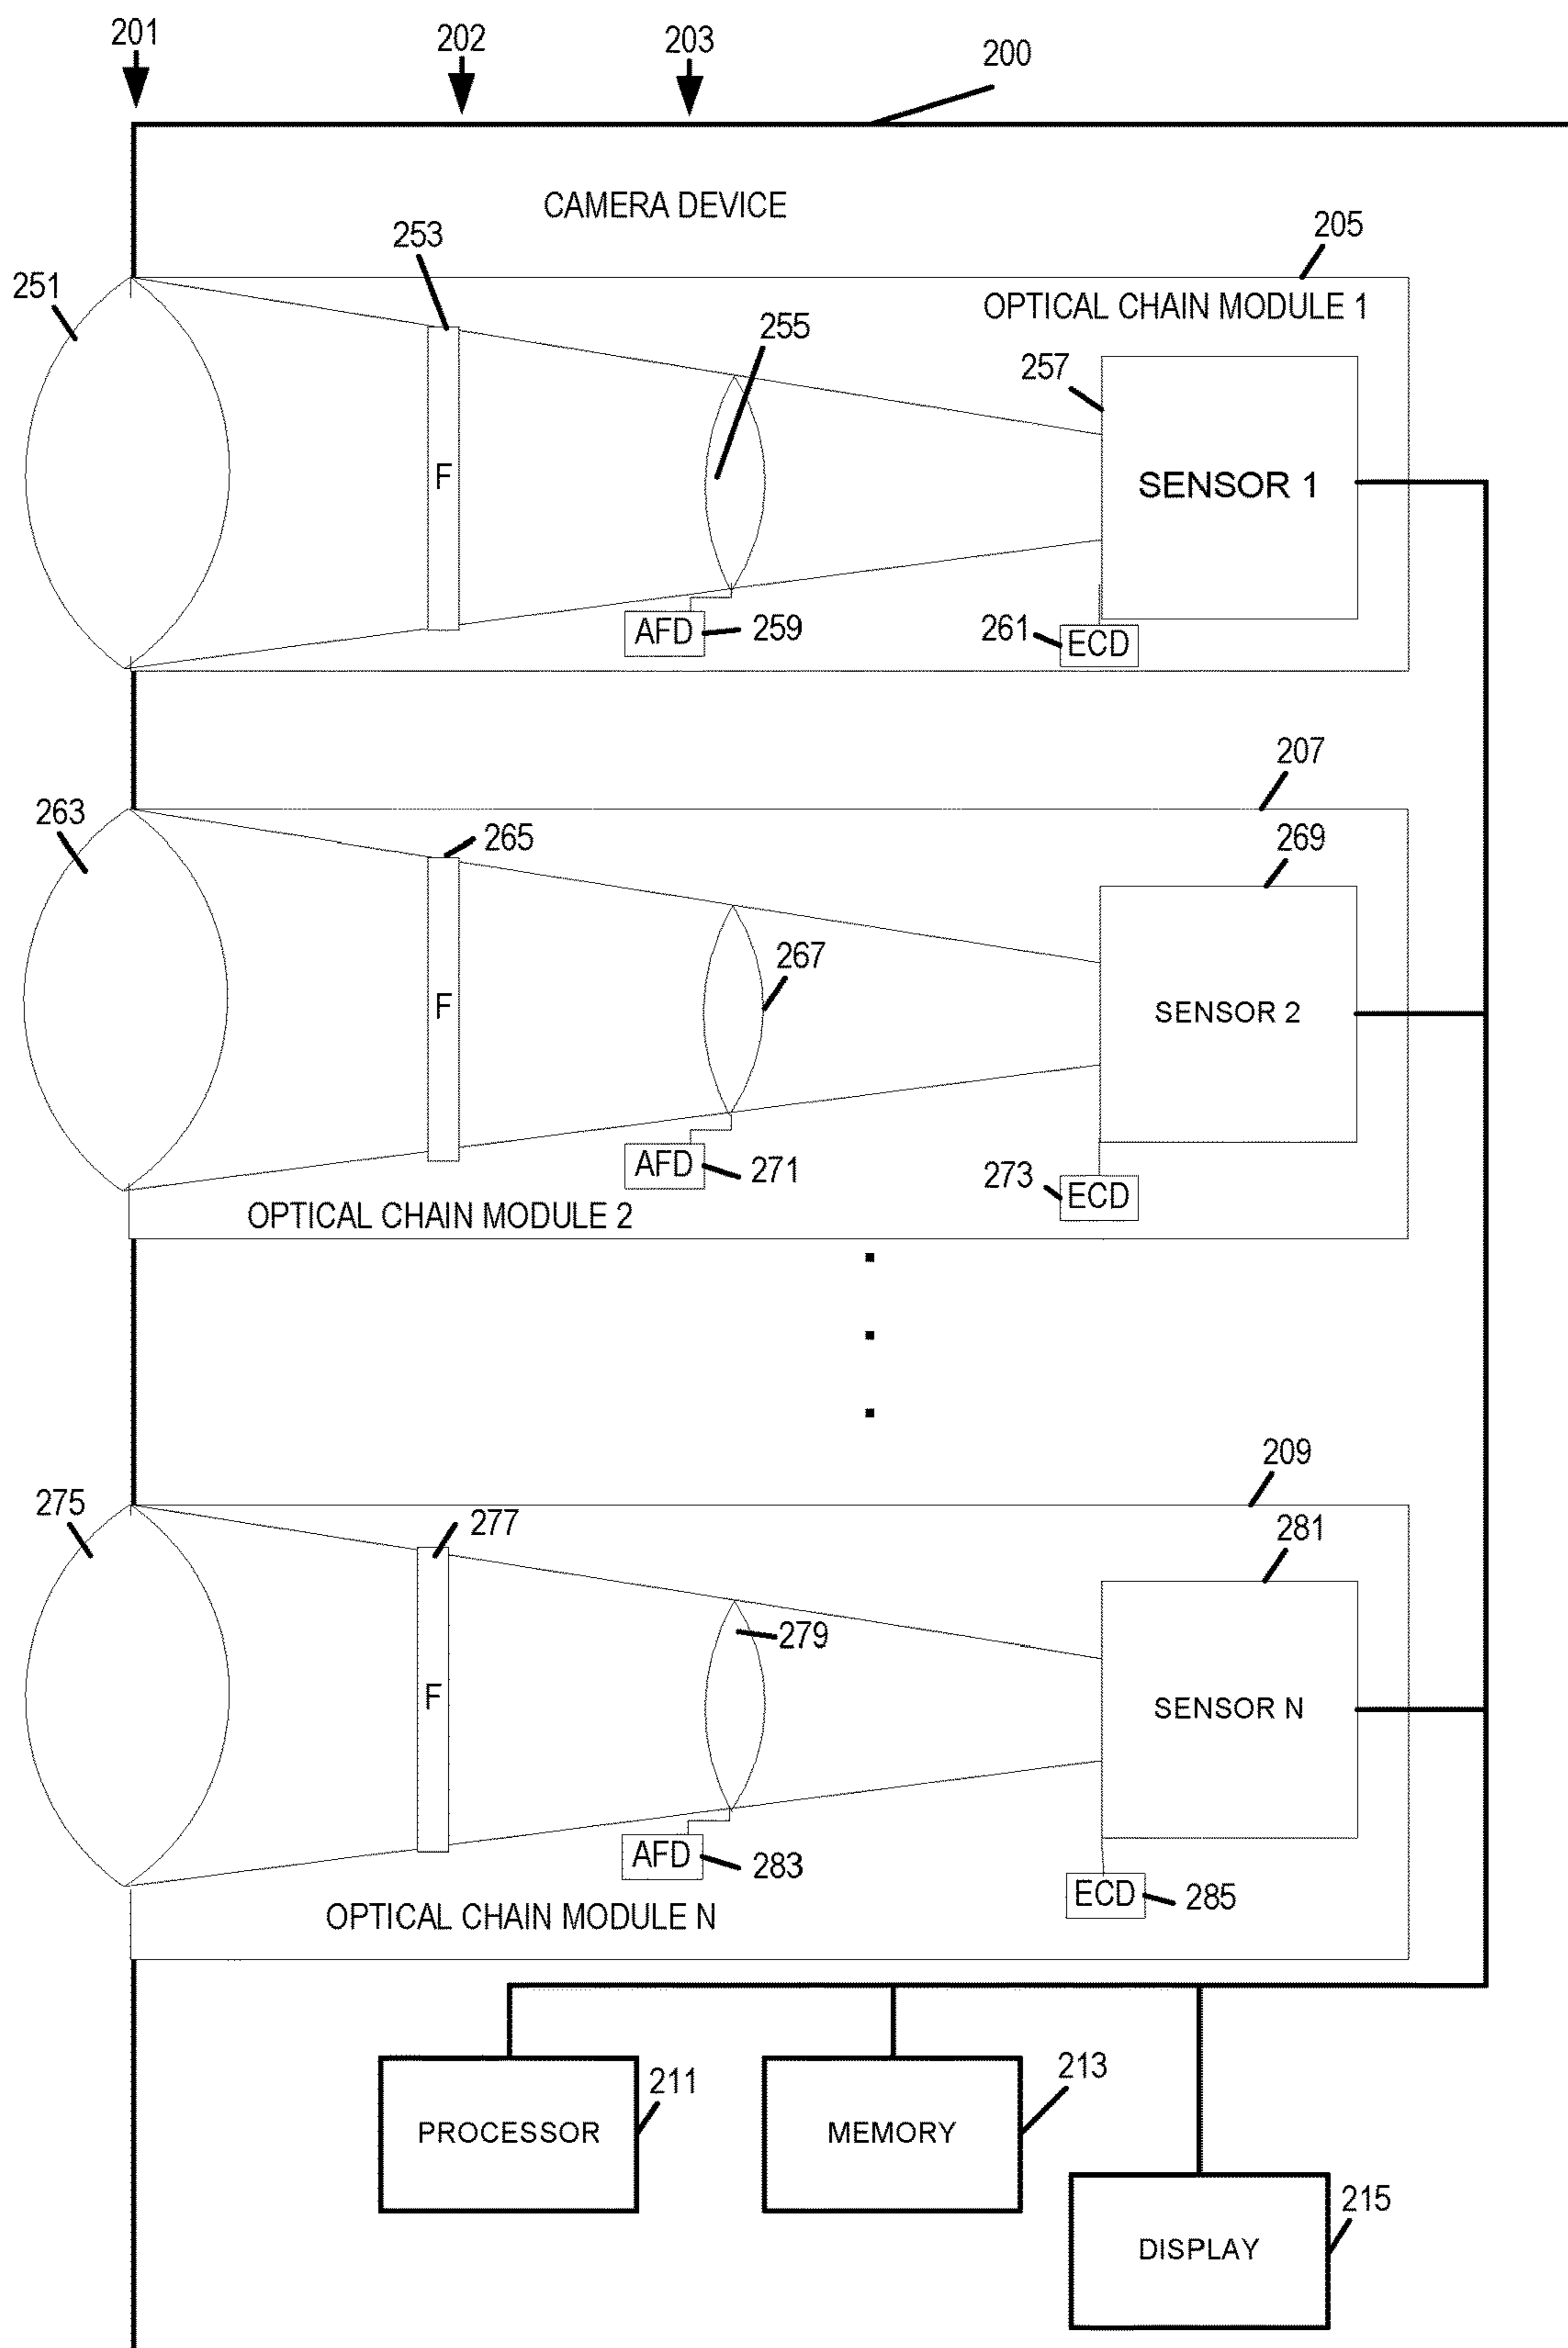 201
202
203
200
CAMERA DEVICE
253
205
251
OPTICAL CHAIN MODULE 1
255
257
F
SENSOR 1
AFD
259
261
ECD
207
263
265
269
267
F
SENSOR 2
AFD
271
273
ECD
OPTICAL CHAIN MODULE 2
209
275
277
281
279
F
SENSOR N
AFD
283
ECD
285
OPTICAL CHAIN MODULE N
211
213
PROCESSOR
MEMORY
215
DISPLAY